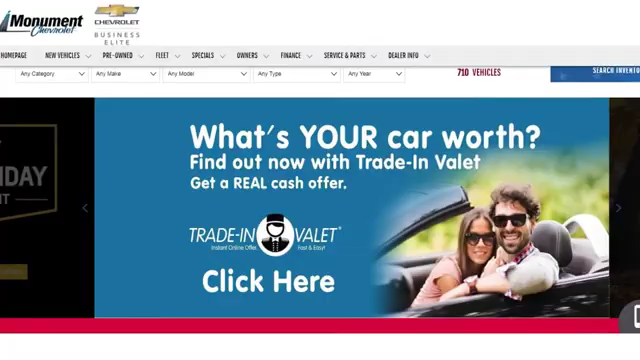 Monument
Chevrolet
CHEVROLET
BUSINESS
ELITE
HOMEPAGE NEW VEHICLES PRE-OWNED FLEET SPECIALS OWNERS FINANCE SERVICE & PARTS DEALER INFO
Any Category Any Make Any Model Any Type Any Year 710 VEHICLES SEARCH INVENTO
What's YOUR car worth?
Find out now with Trade-In Valet
Get a REAL cash offer.
TRADE-IN VALET
Instant Online Offer. Fast & Easy!
Click Here
IDAY
IT